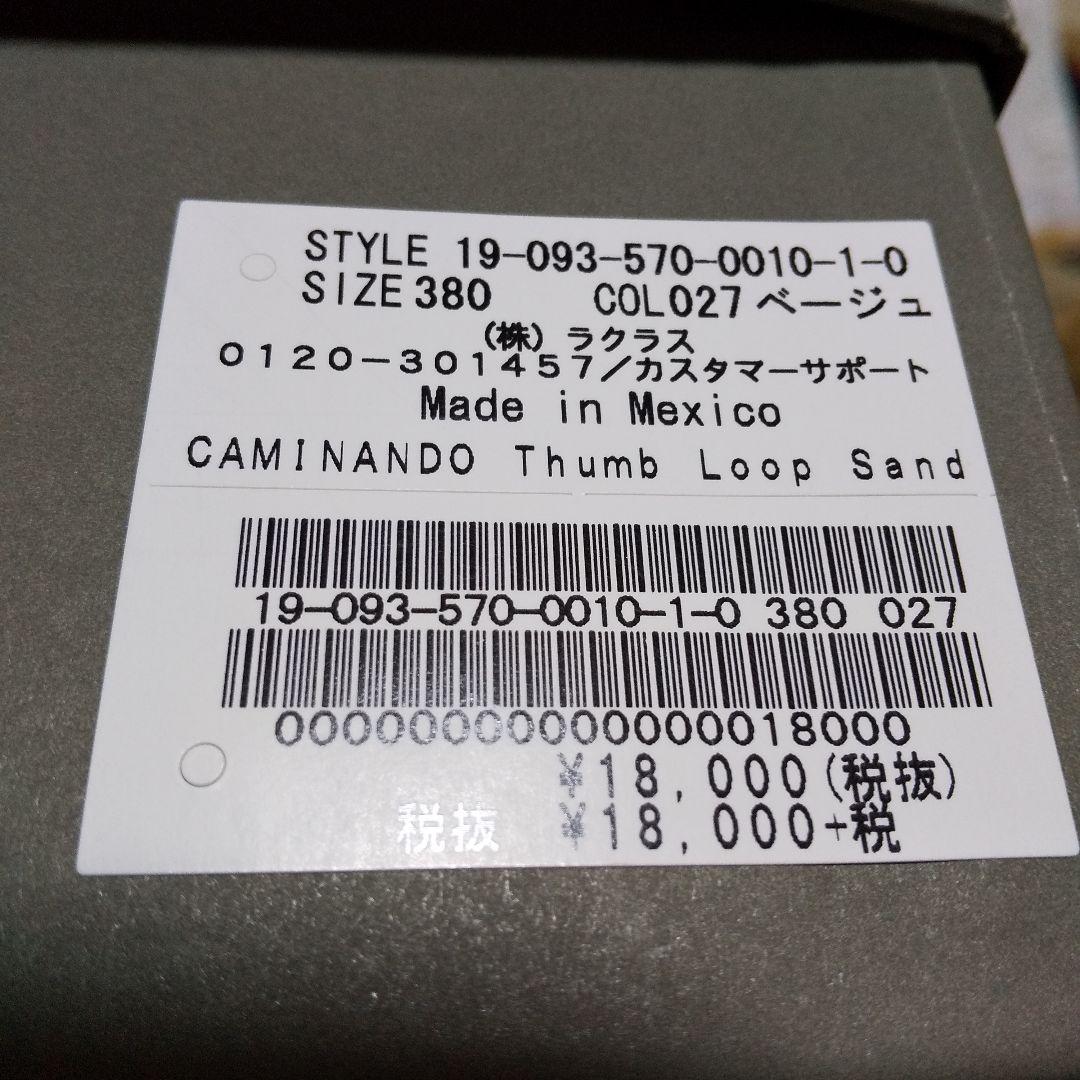 STYLE 19-093-570-0010-1-0
SIZE 380 COL027 ベージュ
(株) ラクラス
0120-301457/カスタマーサポート
Made in Mexico
CAMINANDO Thumb Loop Sand
19-093-570-0010-1-0 380 027
0000000000000018000
¥18,000(税抜)
税抜 ¥18,000+税